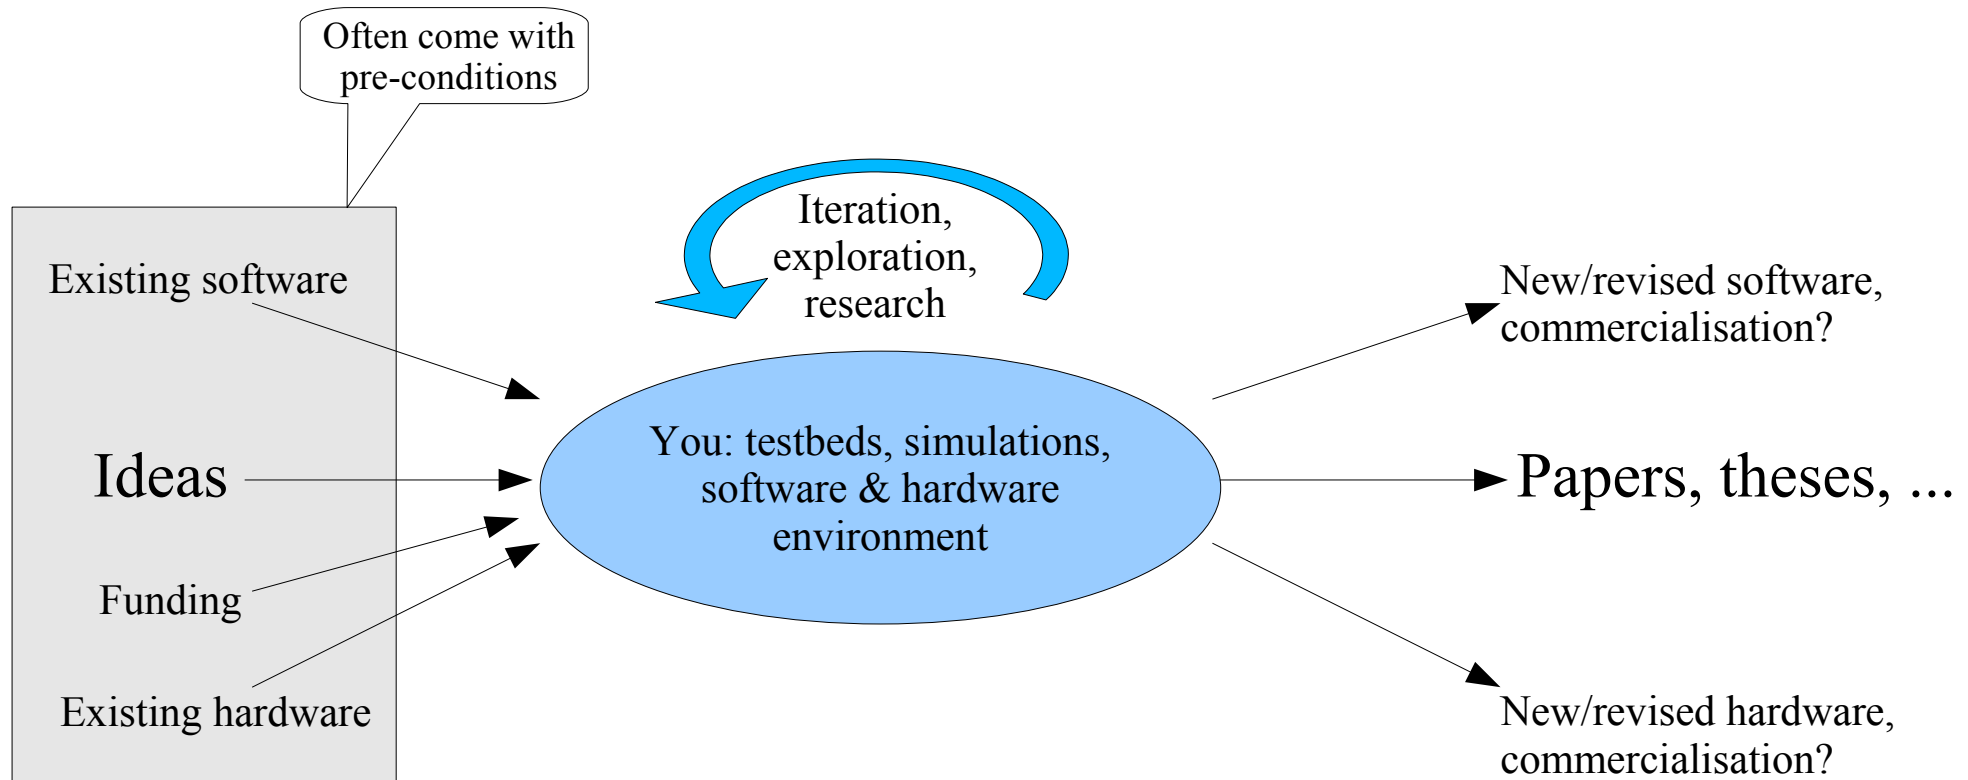 Often come with
pre-conditions
Existing software
Ideas
Funding
Existing hardware
Iteration,
exploration,
research
You: testbeds, simulations,
software & hardware
environment
New/revised software,
commercialisation?
Papers, theses, ...
New/revised hardware,
commercialisation?